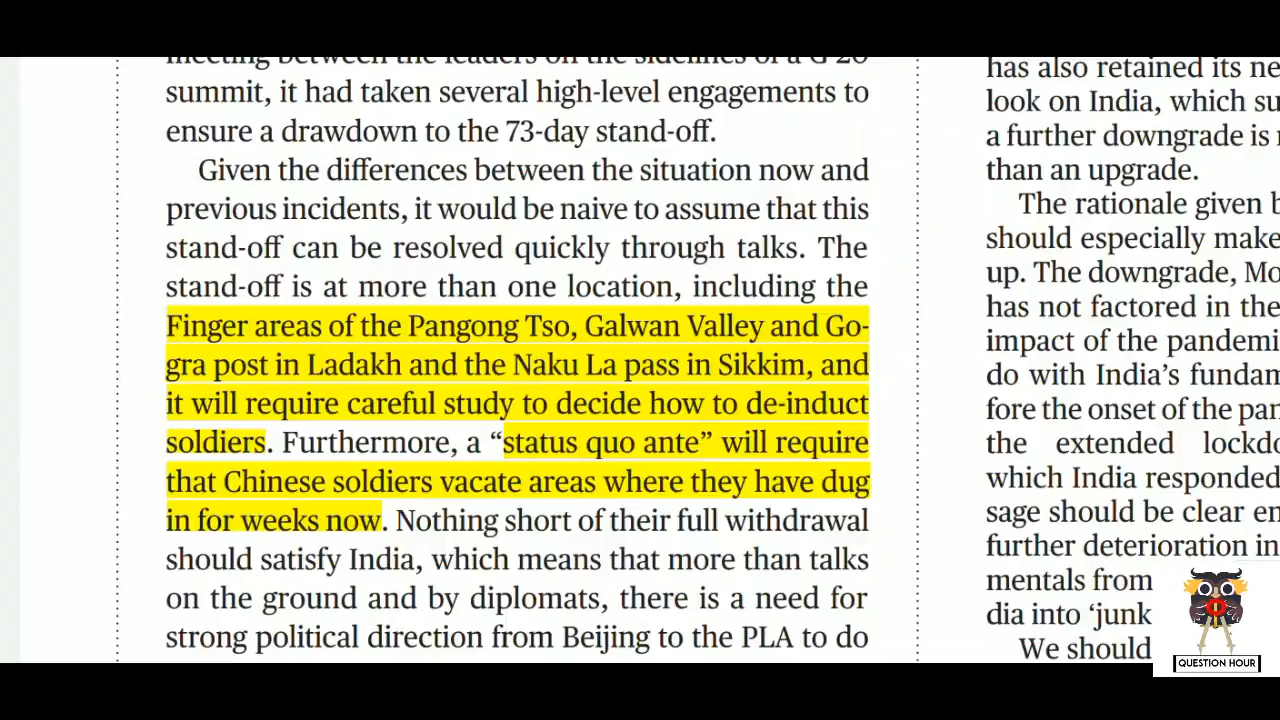 meeting between the leaders on the sidelines of a G-20
summit, it had taken several high-level engagements to
ensure a drawdown to the 73-day stand-off.
Given the differences between the situation now and
previous incidents, it would be naive to assume that this
stand-off can be resolved quickly through talks. The
stand-off is at more than one location, including the
Finger areas of the Pangong Tso, Galwan Valley and Go-
gra post in Ladakh and the Naku La pass in Sikkim, and
it will require careful study to decide how to de-induct
soldiers. Furthermore, a “status quo ante” will require
that Chinese soldiers vacate areas where they have dug
in for weeks now. Nothing short of their full withdrawal
should satisfy India, which means that more than talks
on the ground and by diplomats, there is a need for
strong political direction from Beijing to the PLA to do
has also retained its ne
look on India, which su
a further downgrade is
than an upgrade.
The rationale given b
should especially make
up. The downgrade, Mo
has not factored in the
impact of the pandemi
do with India’s fundam
fore the onset of the pan
the extended lockdo
which India responded
sage should be clear en
further deterioration in
mentals from
dia into ‘junk
We should
QUESTION HOUR